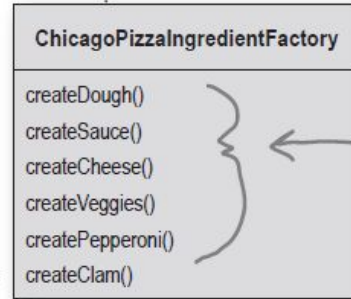 ChicagoPizzaIngredientFactory
createDough()
createSauce()
createCheese()
createVeggies()
createPepperoni()
createClam()